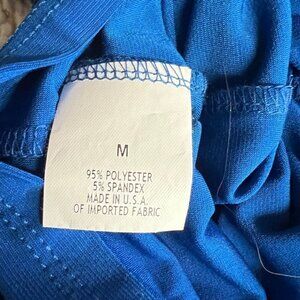 M
95% POLYESTER
5% SPANDEX
MADE IN U.S.A.
OF IMPORTED FABRIC